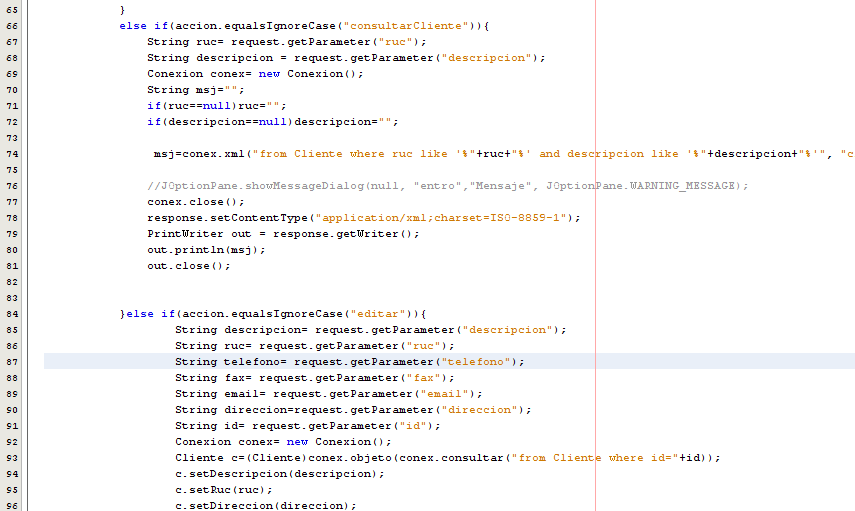 65 }
66 else if(accion.equalsIgnoreCase("consultarCliente")){
67 String ruc= request.getParameter("ruc");
68 String descripcion = request.getParameter("descripcion");
69 Conexion conex= new Conexion();
70 String msj="";
71 if(ruc==null)ruc="";
72 if(descripcion==null)descripcion="";
73
74 msj=conex.xml("from Cliente where ruc like '%"+ruc+"%' and descripcion like '%"+descripcion+"%'", "c
75
76 //JOptionPane.showMessageDialog(null, "entro","Mensaje", JOptionPane.WARNING_MESSAGE);
77 conex.close();
78 response.setContentType("application/xml;charset=ISO-8859-1");
79 PrintWriter out = response.getWriter();
80 out.println(msj);
81 out.close();
82
83
84 }else if(accion.equalsIgnoreCase("editar")){
85 String descripcion= request.getParameter("descripcion");
86 String ruc= request.getParameter("ruc");
87 String telefono= request.getParameter("telefono");
88 String fax= request.getParameter("fax");
89 String email= request.getParameter("email");
90 String direccion=request.getParameter("direccion");
91 String id= request.getParameter("id");
92 Conexion conex= new Conexion();
93 Cliente c=(Cliente)conex.objeto(conex.consultar("from Cliente where id="+id));
94 c.setDescripcion(descripcion);
95 c.setRuc(ruc);
96 c.setDireccion(direccion);